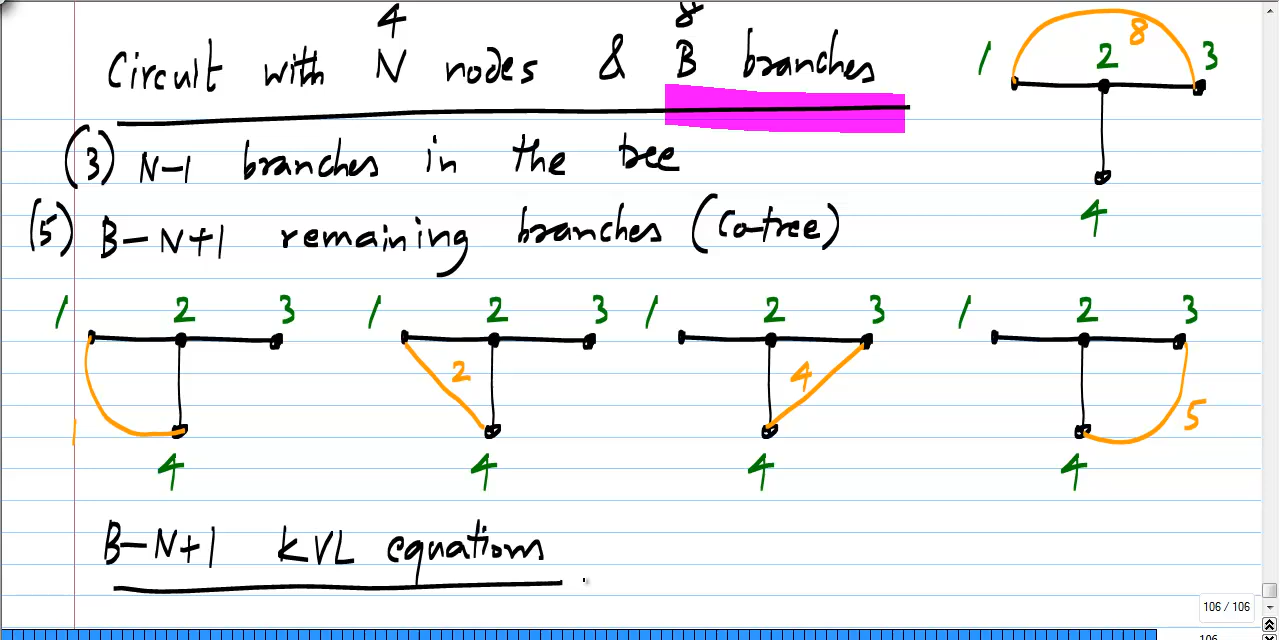 4 8
Circuit with N nodes & B branches
8
1 2 3
4
(3) N-1 branches in the tree
(5) B-N+1 remaining branches (Co-tree)
1 2 3 1 2 3 1 2 3 1 2 3
1 2 4 5
4 4 4 4
B-N+1 KVL equations
106 / 106
106